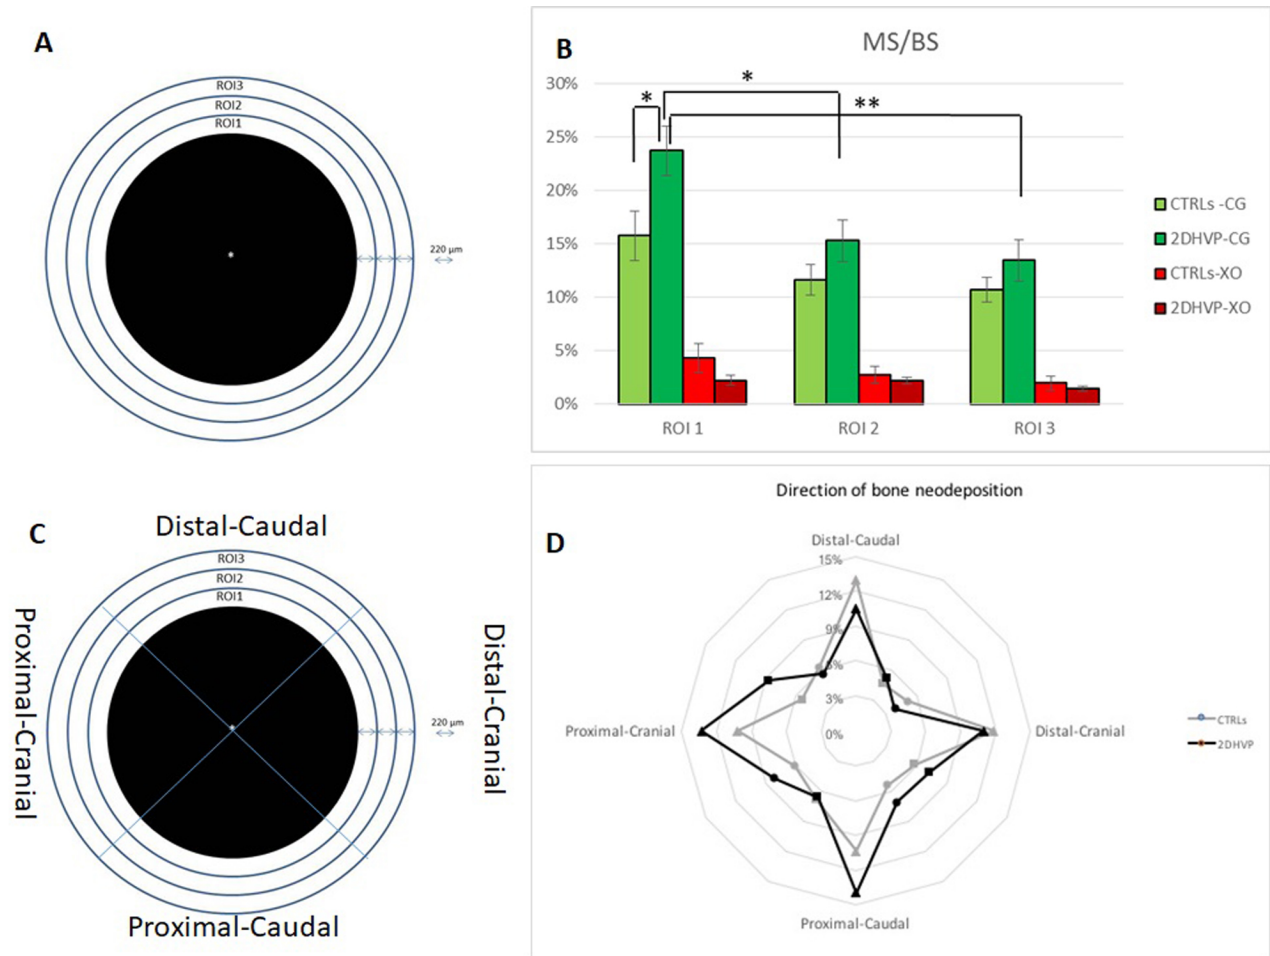 A
ROI3
ROI2
ROI1
*
220 µm
B
MS/BS
30%
25%
20%
15%
10%
5%
0%
*
*
**
ROI 1
ROI 2
ROI 3
CTRLs -CG
2DHVP-CG
CTRLs-XO
2DHVP-XO
C
Distal-Caudal
Proximal-Cranial
Distal-Cranial
Proximal-Caudal
ROI3
ROI2
ROI1
*
220 µm
D
Direction of bone neodeposition
Distal-Caudal
15%
12%
9%
3%
0%
Proximal-Cranial
Distal-Cranial
Proximal-Caudal
CTRLs
2DHVP